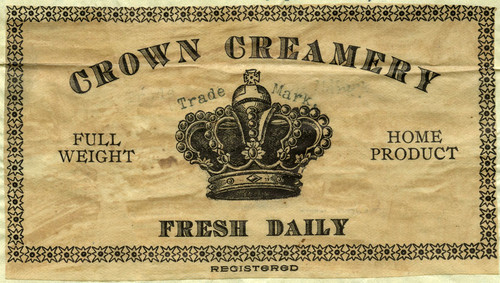 CROWN CREAMERY
Trade Mark
FULL WEIGHT
HOME PRODUCT
FRESH DAILY
REGISTERED